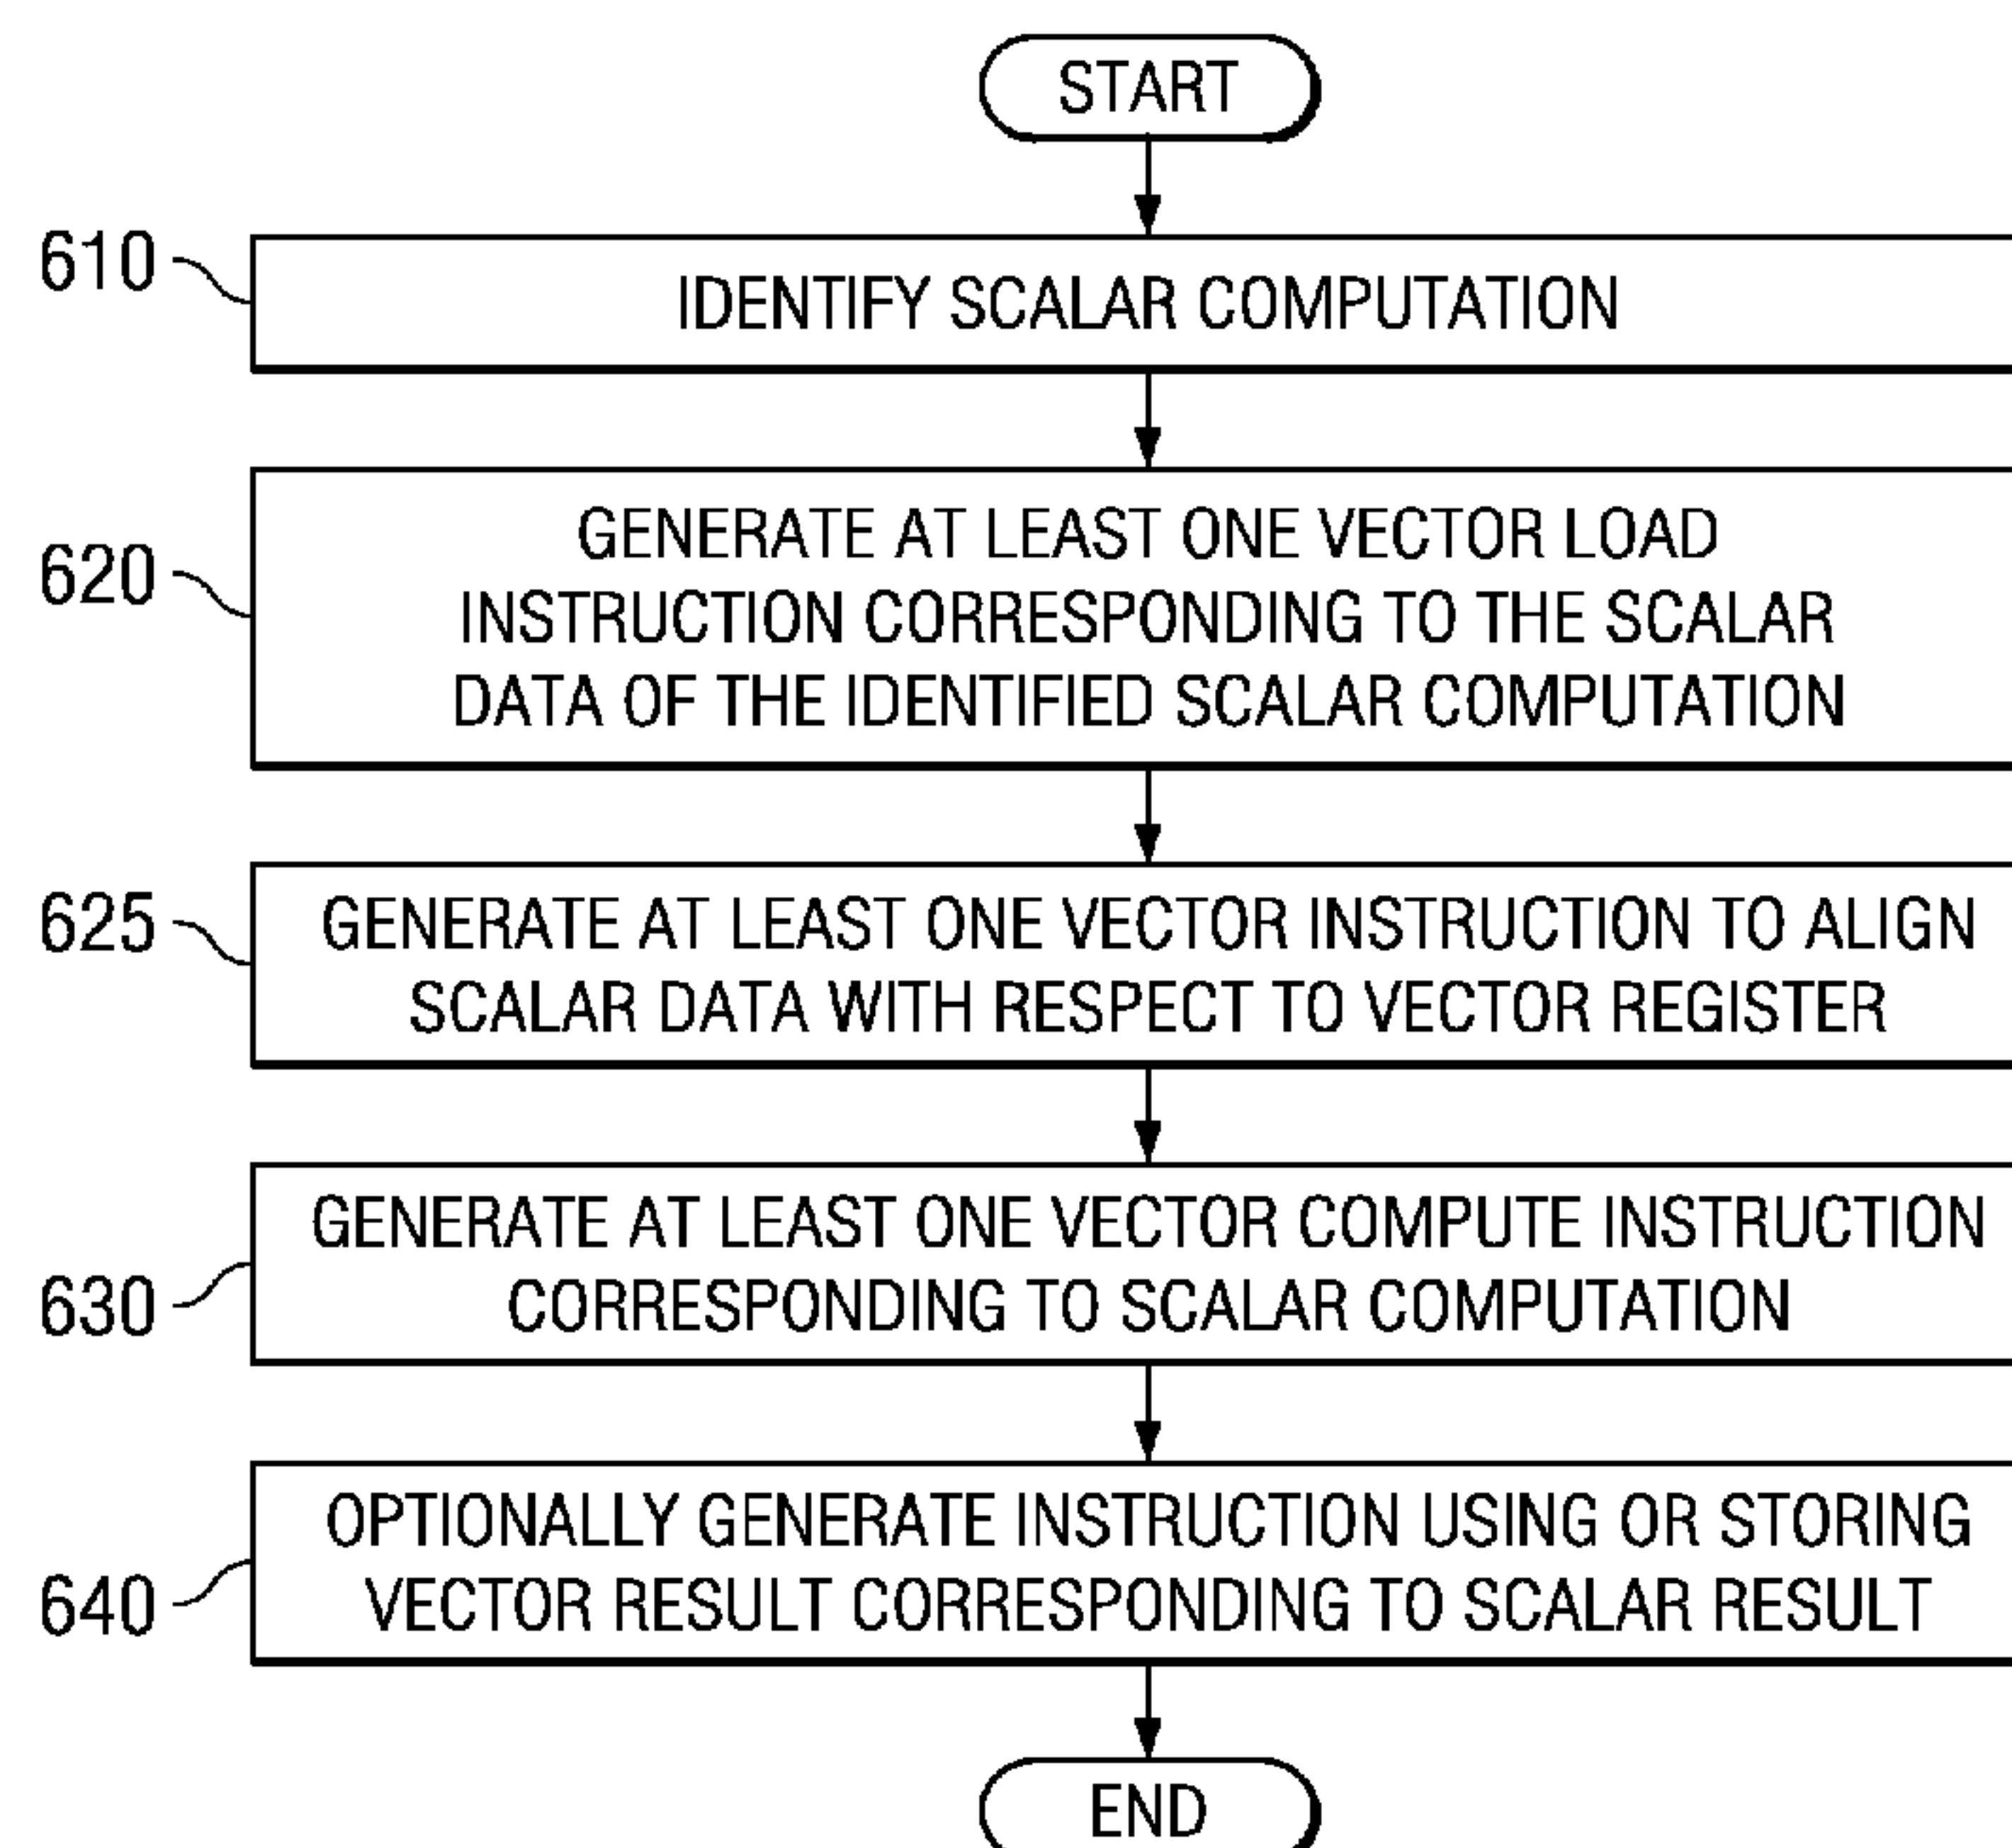 START
610
IDENTIFY SCALAR COMPUTATION
620
GENERATE AT LEAST ONE VECTOR LOAD
INSTRUCTION CORRESPONDING TO THE SCALAR
DATA OF THE IDENTIFIED SCALAR COMPUTATION
625
GENERATE AT LEAST ONE VECTOR INSTRUCTION TO ALIGN
SCALAR DATA WITH RESPECT TO VECTOR REGISTER
630
GENERATE AT LEAST ONE VECTOR COMPUTE INSTRUCTION
CORRESPONDING TO SCALAR COMPUTATION
640
OPTIONALLY GENERATE INSTRUCTION USING OR STORING
VECTOR RESULT CORRESPONDING TO SCALAR RESULT
END